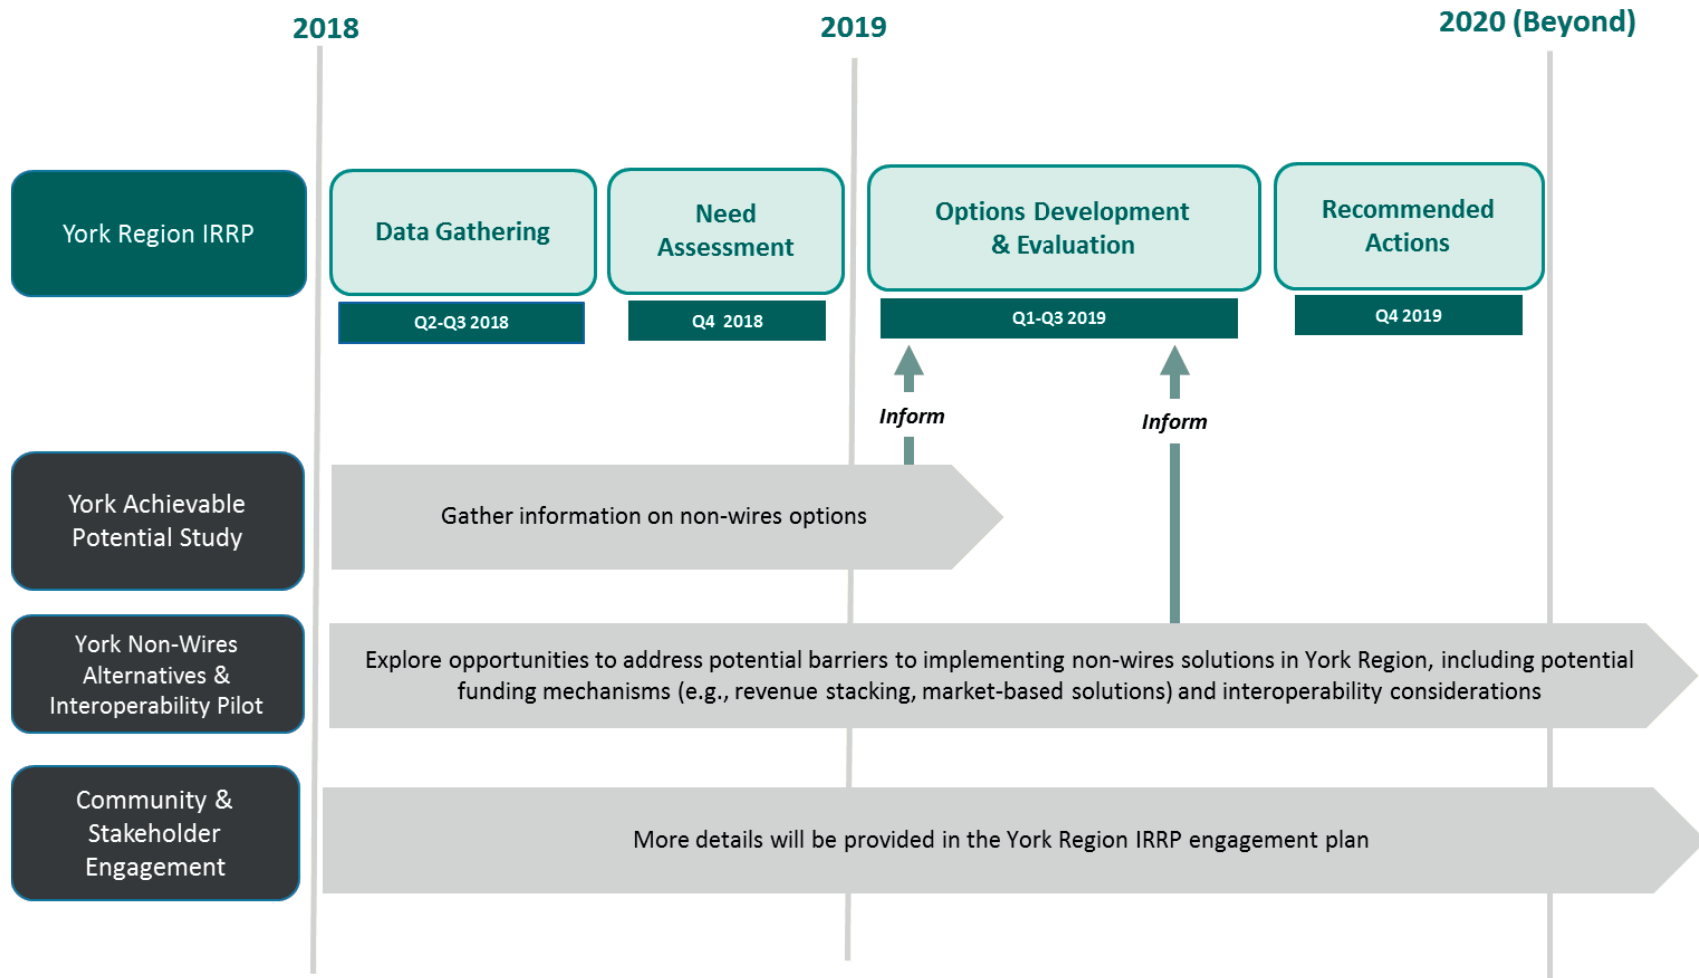 2018
2019
2020 (Beyond)
York Region IRRP
Data Gathering
Need
Assessment
Options Development
& Evaluation
Recommended
Actions
Q2-Q3 2018
Q4 2018
Q1-Q3 2019
Q4 2019
Inform
Inform
York Achievable
Potential Study
Gather information on non-wires options
York Non-Wires
Alternatives &
Interoperability Pilot
Explore opportunities to address potential barriers to implementing non-wires solutions in York Region, including potential
funding mechanisms (e.g., revenue stacking, market-based solutions) and interoperability considerations
Community &
Stakeholder
Engagement
More details will be provided in the York Region IRRP engagement plan